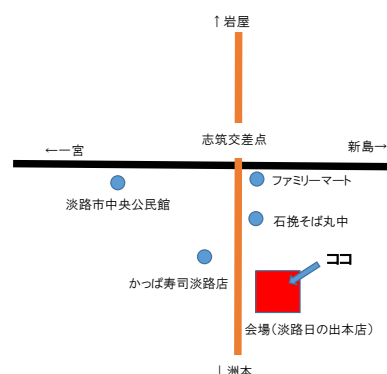 ↑岩屋
志筑交差点
←一宮
新島→
ファミリーマート
淡路市中央公民館
石挽そば丸中
ココ
かっぱ寿司淡路店
会場(淡路日の出本店)
↓洲本